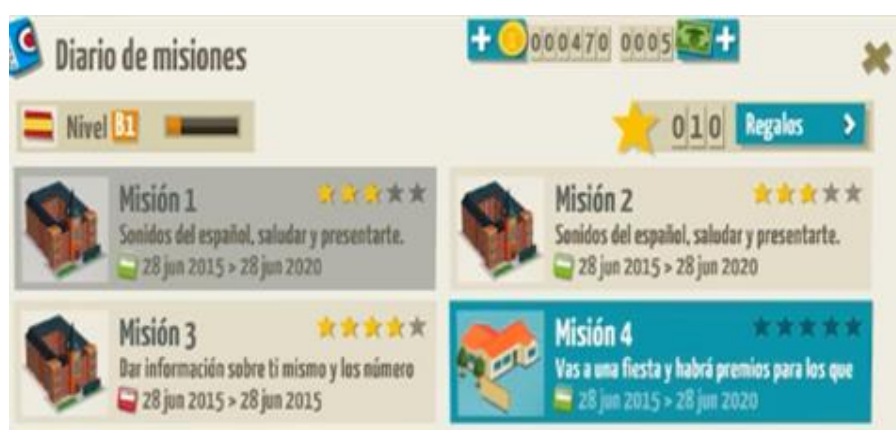 Diario de misiones
000470 0005
Nivel B1
010 Regalos
Misión 1
Sonidos del español, saludar y presentarte.
28 jun 2015 > 28 jun 2020
Misión 2
Sonidos del español, saludar y presentarte.
28 jun 2015 > 28 jun 2020
Misión 3
Dar información sobre ti mismo y los número
28 jun 2015 > 28 jun 2015
Misión 4
Vas a una fiesta y habrá premios para los que
28 jun 2015 > 28 jun 2020